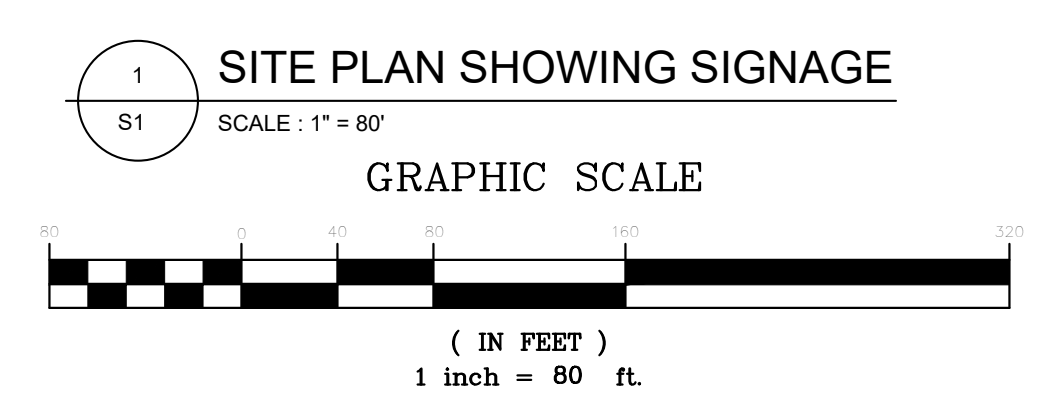 1
SITE PLAN SHOWING SIGNAGE
S1
SCALE : 1" = 80'
GRAPHIC SCALE
80 0 40 80 160 320
( IN FEET )
1 inch = 80 ft.